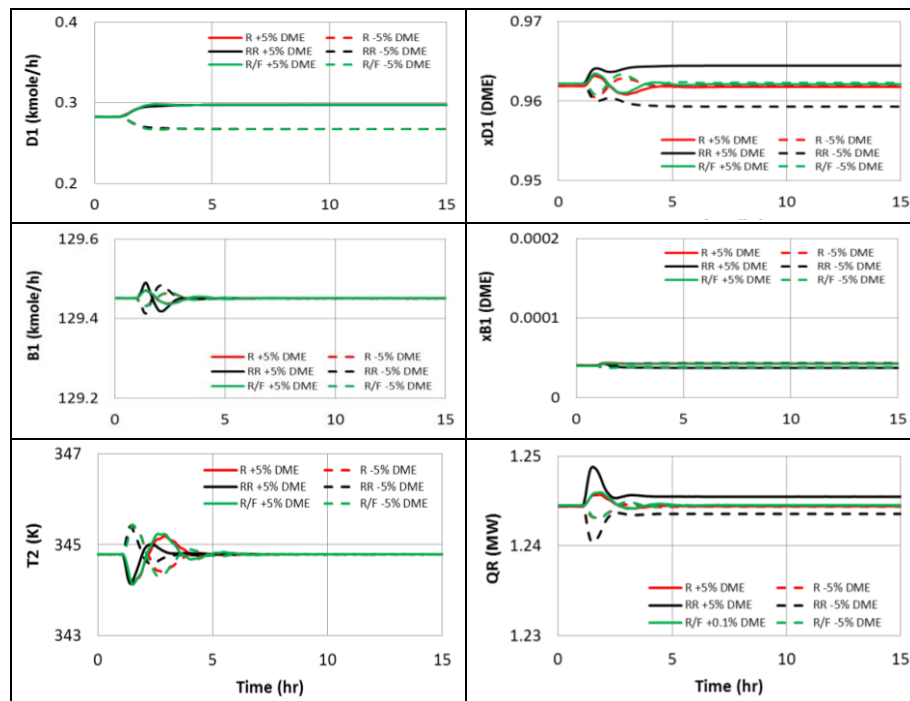 D1 (kmole/h)
0.4
0.3
0.2
R +5% DME
R -5% DME
RR +5% DME
RR -5% DME
R/F +5% DME
R/F -5% DME
0
5
10
15
xD1 (DME)
0.97
0.96
0.95
R +5% DME
R -5% DME
RR +5% DME
RR -5% DME
R/F +5% DME
R/F -5% DME
0
5
10
15
B1 (kmole/h)
129.6
129.4
129.2
R +5% DME
R -5% DME
RR +5% DME
RR -5% DME
R/F +5% DME
R/F -5% DME
0
5
10
15
xB1 (DME)
0.0002
0.0001
0
R +5% DME
R -5% DME
RR +5% DME
RR -5% DME
R/F +5% DME
R/F -5% DME
0
5
10
15
T2 (K)
347
345
343
R +5% DME
R -5% DME
RR +5% DME
RR -5% DME
R/F +5% DME
R/F -5% DME
0
5
10
15
Time (hr)
QR (MW)
1.25
1.24
1.23
R +5% DME
R -5% DME
RR +5% DME
RR -5% DME
R/F +0.1% DME
R/F -5% DME
0
5
10
15
Time (hr)